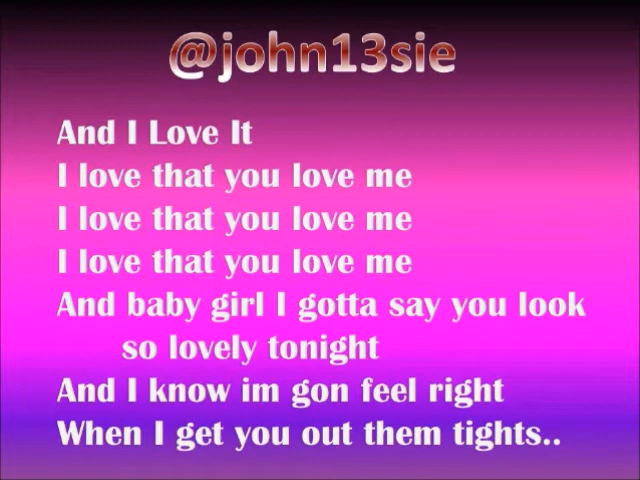 @john13sie
And I Love It
I love that you love me
I love that you love me
I love that you love me
And baby girl I gotta say you look
so lovely tonight
And I know im gon feel right
When I get you out them tights..